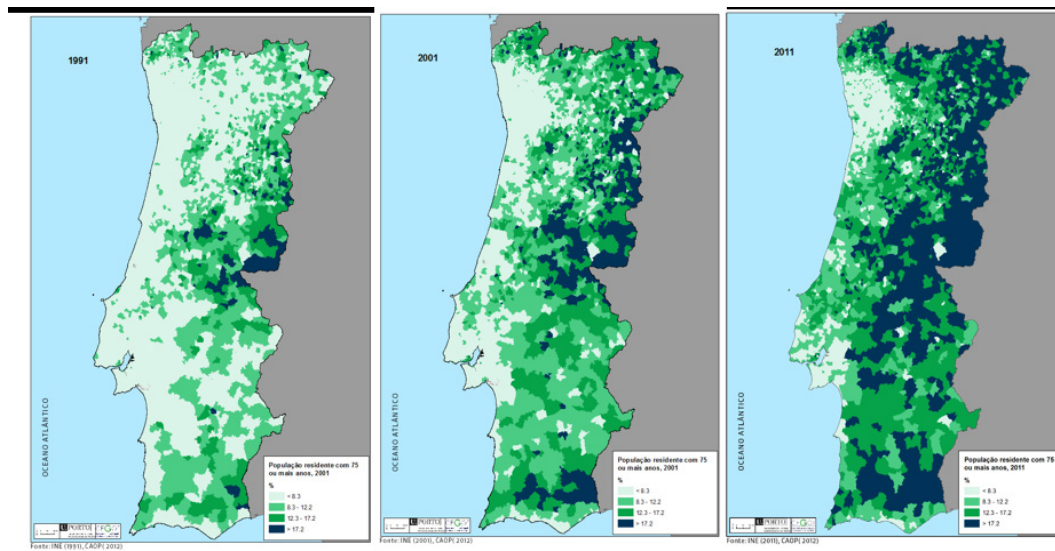 1991
OCEANO ATLÂNTICO
População residente com 75
ou mais anos, 2001
%
< 8.3
8.3 - 12.2
12.3 - 17.2
> 17.2
Fonte: INE (1991), CAOP( 2012)
2001
OCEANO ATLÂNTICO
População residente com 75
ou mais anos, 2001
%
< 8.3
8.3 - 12.2
12.3 - 17.2
> 17.2
Fonte: INE (2001), CAOP( 2012)
2011
OCEANO ATLÂNTICO
População residente com 75
ou mais anos, 2011
%
< 8.3
8.3 - 12.2
12.3 - 17.2
> 17.2
Fonte: INE (2011), CAOP( 2012)